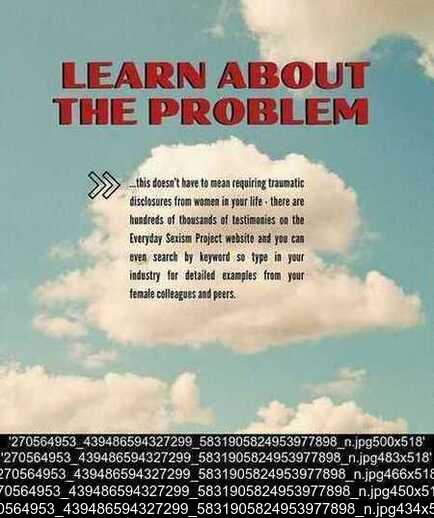 LEARN ABOUT
THE PROBLEM
...this doesn't have to mean requiring traumatic
disclosures from women in your life - there are
hundreds of thousands of testimonies on the
Everyday Sexism Project website and you can
even search by keyword so type in your
industry for detailed examples from your
female colleagues and peers.
'270564953_439486594327299_5831905824953977898_n.jpg500x518'
'270564953_439486594327299_5831905824953977898_n.jpg483x518'
270564953_439486594327299_5831905824953977898_n.jpg466x518
70564953_439486594327299_5831905824953977898_n.jpg450x51
0564953_439486594327299_5831905824953977898_n.jpg434x5